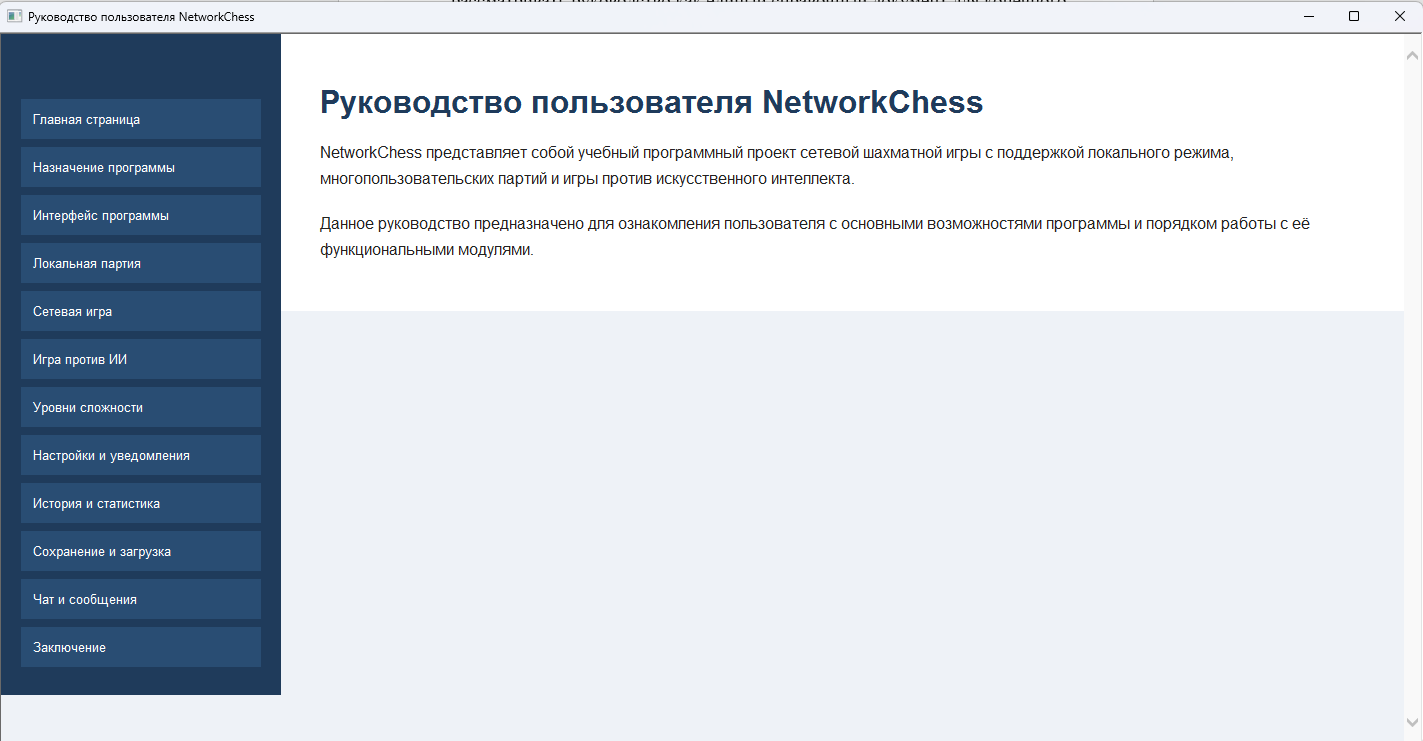 Руководство пользователя NetworkChess
Главная страница
Назначение программы
Интерфейс программы
Локальная партия
Сетевая игра
Игра против ИИ
Уровни сложности
Настройки и уведомления
История и статистика
Сохранение и загрузка
Чат и сообщения
Заключение
Руководство пользователя NetworkChess
NetworkChess представляет собой учебный программный проект сетевой шахматной игры с поддержкой локального режима,
многопользовательских партий и игры против искусственного интеллекта.
Данное руководство предназначено для ознакомления пользователя с основными возможностями программы и порядком работы с её
функциональными модулями.